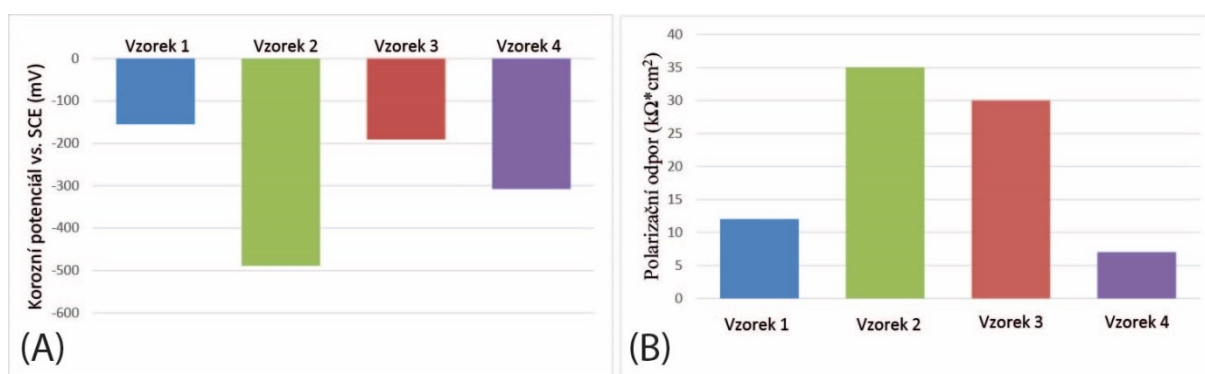 Korozní potenciál vs. SCE (mV)
Vzorek 1 Vzorek 2 Vzorek 3 Vzorek 4
0
-100
-200
-300
-400
-500
-600
(A)
Polarizační odpor (kΩ*cm²)
40
35
30
25
20
15
10
5
0
Vzorek 1 Vzorek 2 Vzorek 3 Vzorek 4
(B)